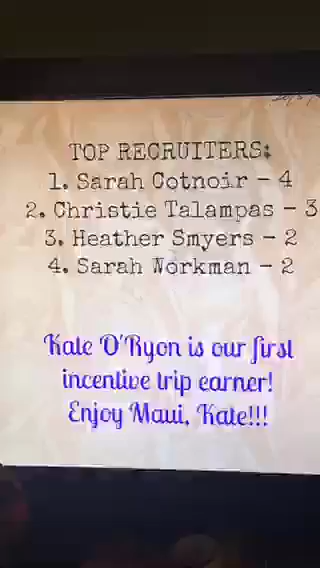 TOP RECRUITERS:
1. Sarah Cotnoir - 4
2. Christie Talampas - 3
3. Heather Smyers - 2
4. Sarah Workman - 2
Kate O'Ryon is our first
incentive trip earner!
Enjoy Maui, Kate!!!